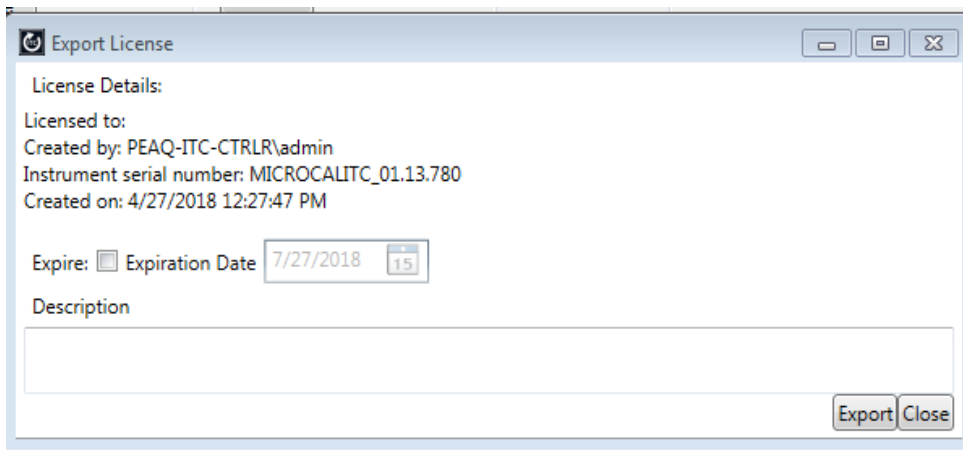 Export License
License Details:
Licensed to:
Created by: PEAQ-ITC-CTRLR\admin
Instrument serial number: MICROCALITC_01.13.780
Created on: 4/27/2018 12:27:47 PM
Expire: Expiration Date 7/27/2018 15
Description
Export Close